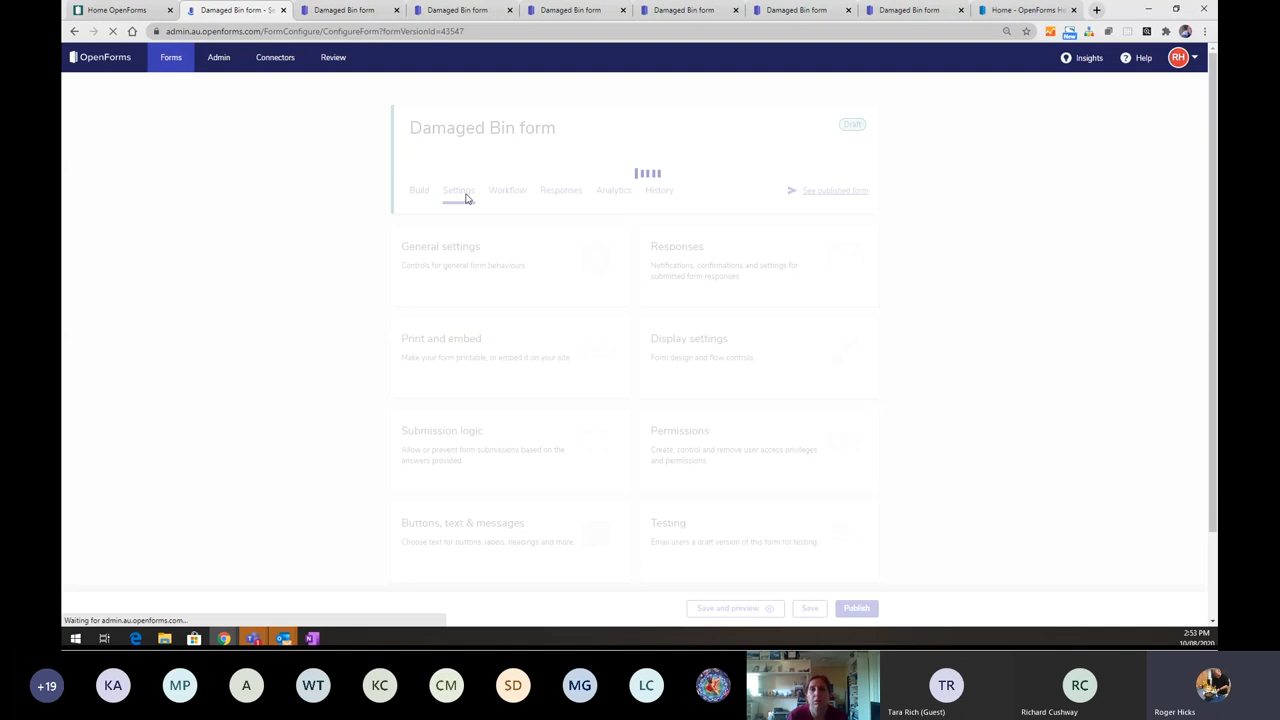 Home OpenForms
Damaged Bin form - Se
Damaged Bin form
Damaged Bin form
Damaged Bin form
Damaged Bin form
Damaged Bin form
Damaged Bin form
Home - OpenForms He
admin.au.openforms.com/FormConfigure/ConfigureForm?formVersionId=43547
New
OpenForms
Forms
Admin
Connectors
Review
Insights
Help
RH
Damaged Bin form
Draft
Build
Settings
Workflow
Responses
Analytics
History
See published form
General settings
Controls for general form behaviours.
Responses
Notifications, confirmations and settings for
submitted form responses
Print and embed
Make your form printable, or embed it on your site
Display settings
Form design and flow controls.
Submission logic
Allow or prevent form submissions based on the
answers provided
Permissions
Create, control and remove user access privileges
and permissions
Buttons, text & messages
Choose text for buttons, labels, headings and more.
Testing
Email users a draft version of this form for testing.
Save and preview
Save
Publish
Waiting for admin.au.openforms.com...
2:53 PM
10/08/2020
+19
KA
MP
A
WT
KC
CM
SD
MG
LC
TR
RC
Tara Rich (Guest)
Richard Cushway
Roger Hicks